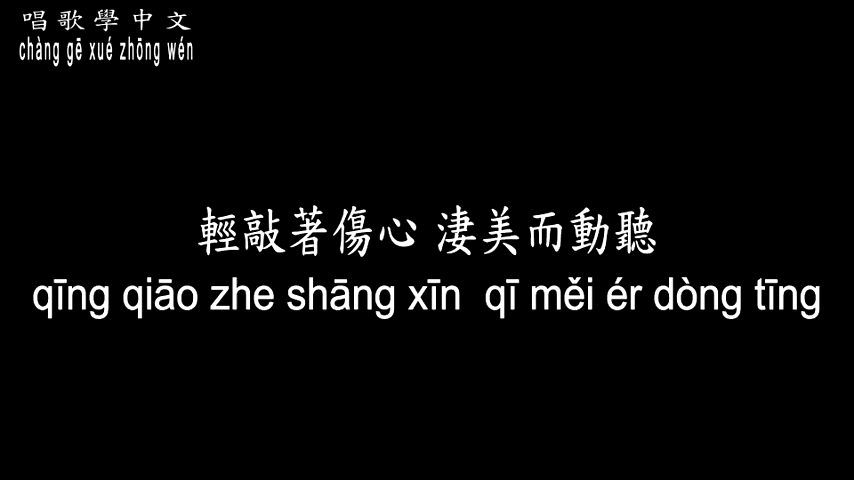 唱歌學中文
chàng gē xué zhōng wén
輕敲著傷心 淒美而動聽
qīng qiāo zhe shāng xīn  qī měi ér dòng tīng